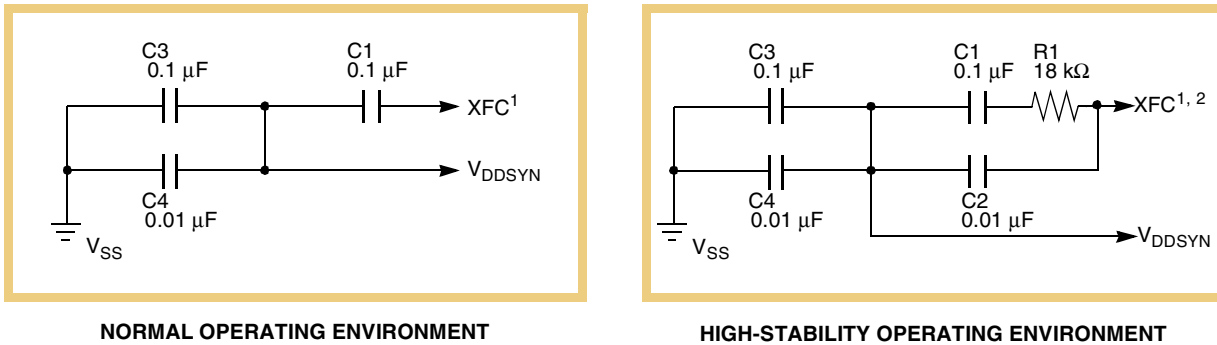 C3
0.1 μF
C1
0.1 μF
XFC1
VDDSYN
C4
0.01 μF
VSS
NORMAL OPERATING ENVIRONMENT
C3
0.1 μF
C1
0.1 μF
R1
18 kΩ
XFC1, 2
C4
0.01 μF
C2
0.01 μF
VSS
VDDSYN
HIGH-STABILITY OPERATING ENVIRONMENT